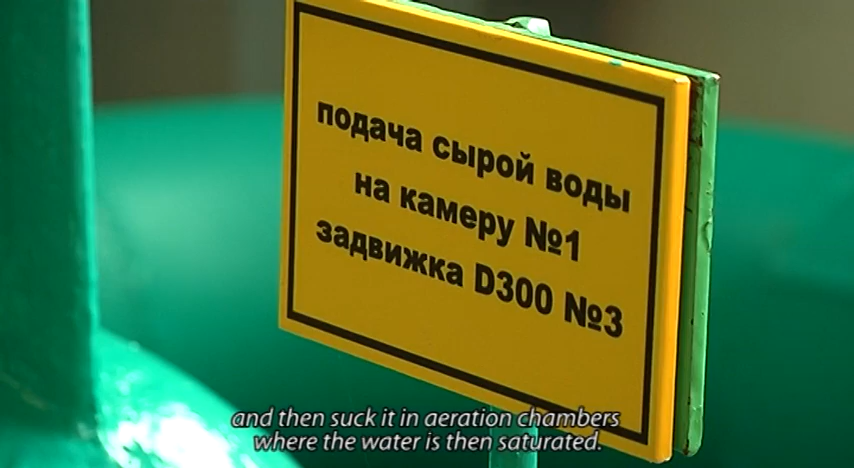 подача сырой воды
на камеру №1
задвижка D300 №3
and then suck it in aeration chambers
where the water is then saturated.